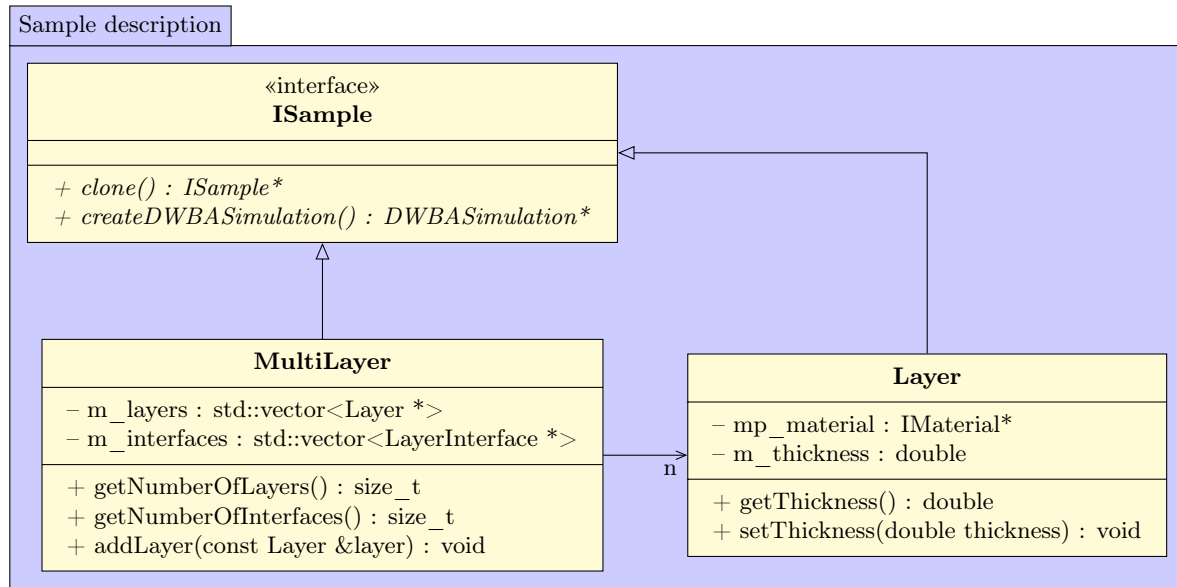 Sample description
«interface»
ISample
+ clone() : ISample*
+ createDWBASimulation() : DWBASimulation*
MultiLayer
– m_layers : std::vector<Layer *>
– m_interfaces : std::vector<LayerInterface *>
+ getNumberOfLayers() : size_t
+ getNumberOfInterfaces() : size_t
+ addLayer(const Layer &layer) : void
n
Layer
– mp_material : IMaterial*
– m_thickness : double
+ getThickness() : double
+ setThickness(double thickness) : void